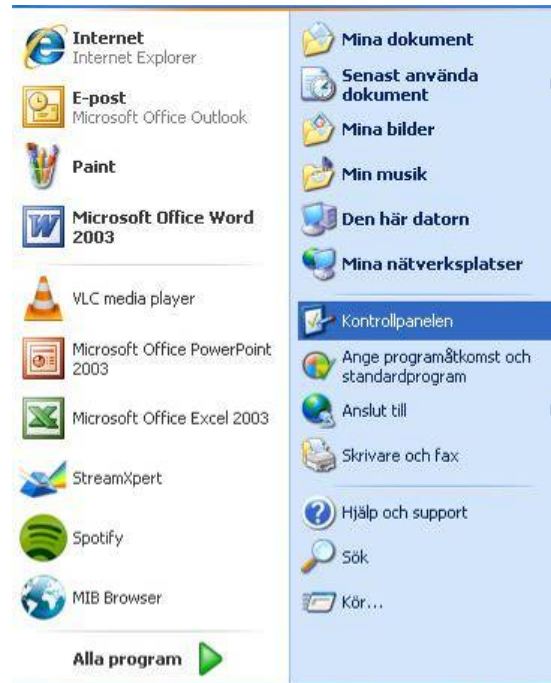 Internet
Internet Explorer
E-post
Microsoft Office Outlook
Paint
Microsoft Office Word
2003
VLC media player
Microsoft Office PowerPoint
2003
Microsoft Office Excel 2003
StreamXpert
Spotify
MIB Browser
Alla program
Mina dokument
Senast använda
dokument
Mina bilder
Min musik
Den här datorn
Mina nätverksplatser
Kontrollpanelen
Ange programåtkomst och
standardprogram
Anslut till
Skrivare och fax
Hjälp och support
Sök
Kör...